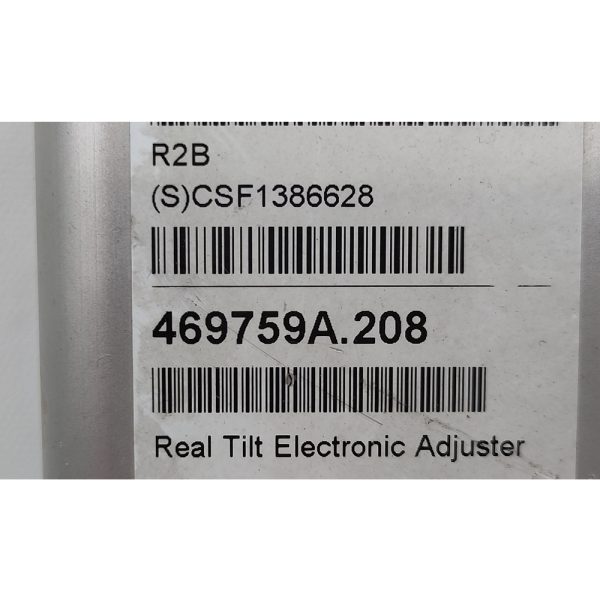 R2B
(S)CSF1386628
469759A.208
Real Tilt Electronic Adjuster